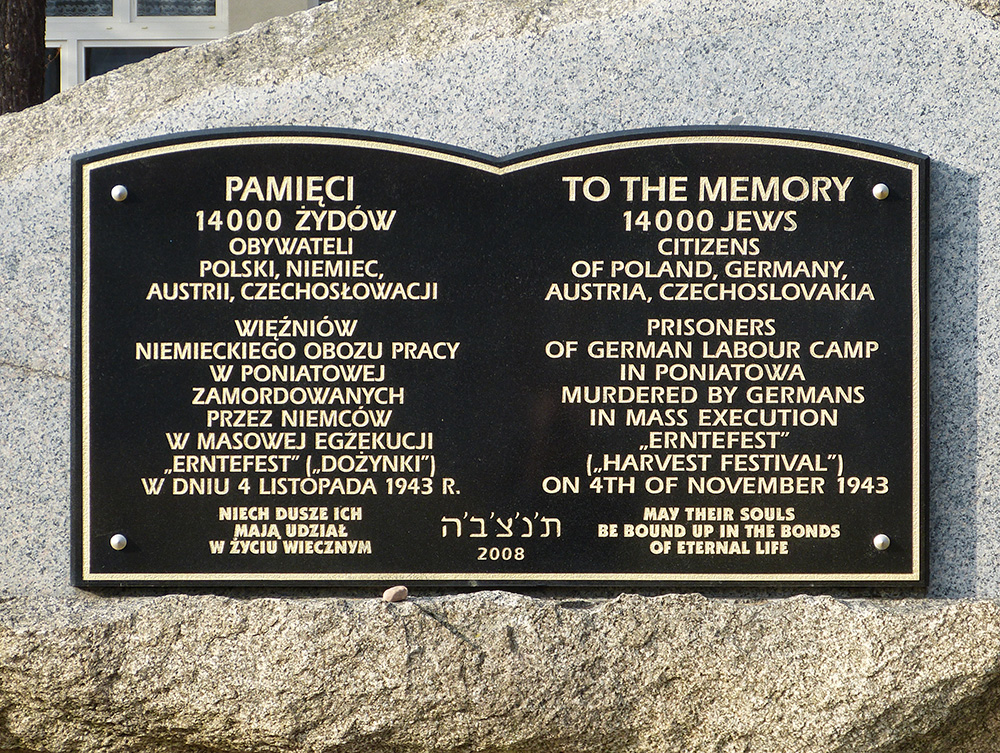 PAMIĘCI
14000 ŻYDÓW
OBYWATELI
POLSKI, NIEMIEC,
AUSTRII, CZECHOSŁOWACJI
WIĘŹNIÓW
NIEMIECKIEGO OBOZU PRACY
W PONIATOWEJ
ZAMORDOWANYCH
PRZEZ NIEMCÓW
W MASOWEJ EGZEKUCJI
„ERNTEFEST” („DOŻYNKI”)
W DNIU 4 LISTOPADA 1943 R.
NIECH DUSZE ICH
MAJĄ UDZIAŁ
W ŻYCIU WIECZNYM
TO THE MEMORY
14000 JEWS
CITIZENS
OF POLAND, GERMANY,
AUSTRIA, CZECHOSLOVAKIA
PRISONERS
OF GERMAN LABOUR CAMP
IN PONIATOWA
MURDERED BY GERMANS
IN MASS EXECUTION
„ERNTEFEST”
(„HARVEST FESTIVAL”)
ON 4TH OF NOVEMBER 1943
MAY THEIR SOULS
BE BOUND UP IN THE BONDS
OF ETERNAL LIFE
ת'נ'צ'ב'ה
2008